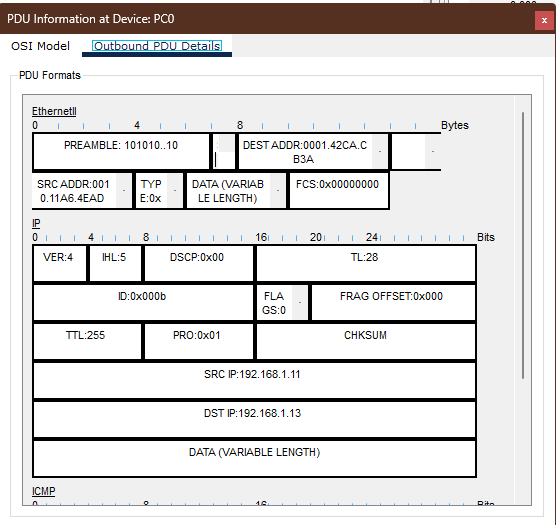 PDU Information at Device: PC0
x
OSI Model Outbound PDU Details
PDU Formats
EthernetII
0 4 8 Bytes
PREAMBLE: 101010..10
DEST ADDR:0001.42CA.C
B3A
SRC ADDR:000
1.11A6.4EAD
TYP
E:0x
DATA (VARIAB
LE LENGTH)
FCS:0x00000000
IP
0 4 8 16 20 24 Bits
VER:4 IHL:5 DSCP:0x00 TL:28
ID:0x000b
FLA
GS:0
FRAG OFFSET:0x000
TTL:255 PRO:0x01 CHKSUM
SRC IP:192.168.1.11
DST IP:192.168.1.13
DATA (VARIABLE LENGTH)
ICMP
0 8 16 Bits